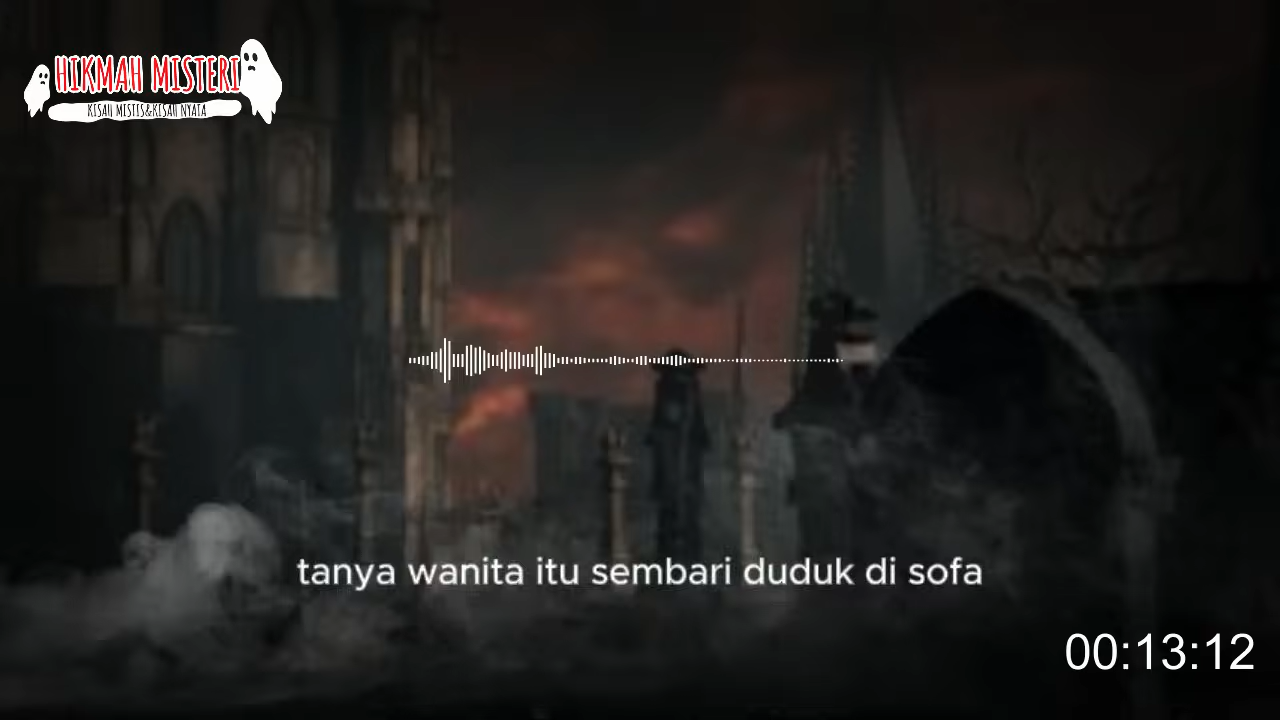 HIKMAH MISTERI
KISAH MISTIS&KISAH NYATA
tanya wanita itu sembari duduk di sofa
00:13:12